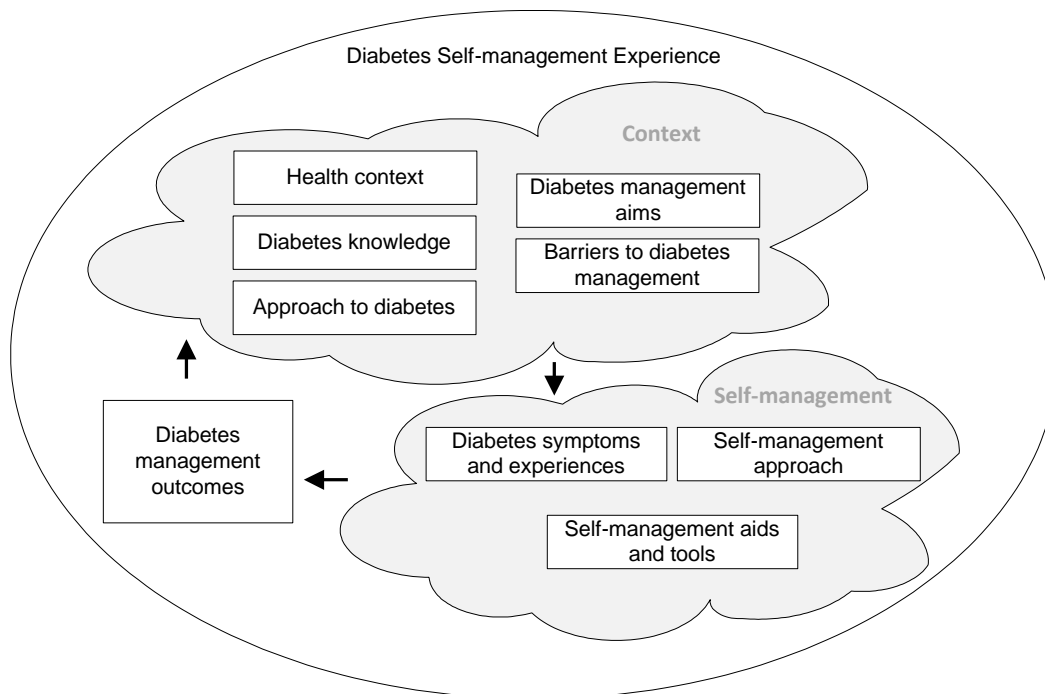 Diabetes Self-management Experience
Context
Health context
Diabetes knowledge
Approach to diabetes
Diabetes management
aims
Barriers to diabetes
management
Self-management
Diabetes symptoms
and experiences
Self-management
approach
Self-management aids
and tools
Diabetes
management
outcomes